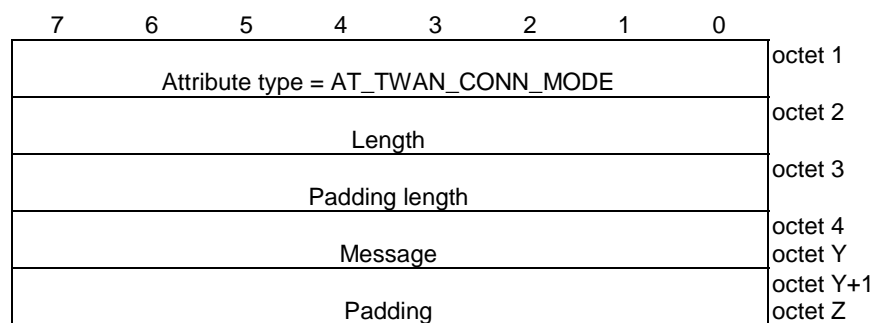 7 6 5 4 3 2 1 0
octet 1
Attribute type = AT_TWAN_CONN_MODE
octet 2
Length
octet 3
Padding length
octet 4
Message octet Y
octet Y+1
Padding octet Z